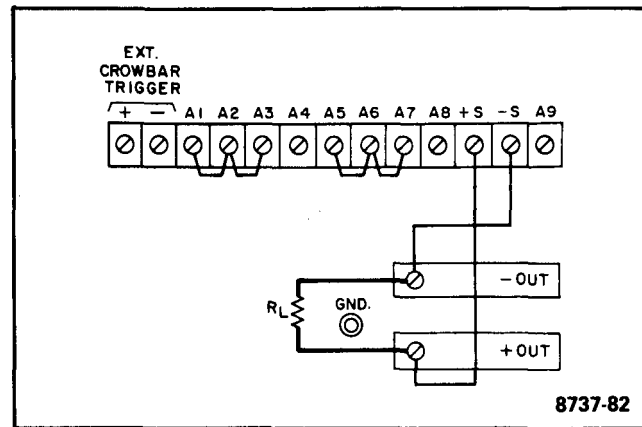 EXT.
CROWBAR
TRIGGER
+ − A1 A2 A3 A4 A5 A6 A7 A8 +S -S A9
−OUT
RL GND.
+OUT
8737-82